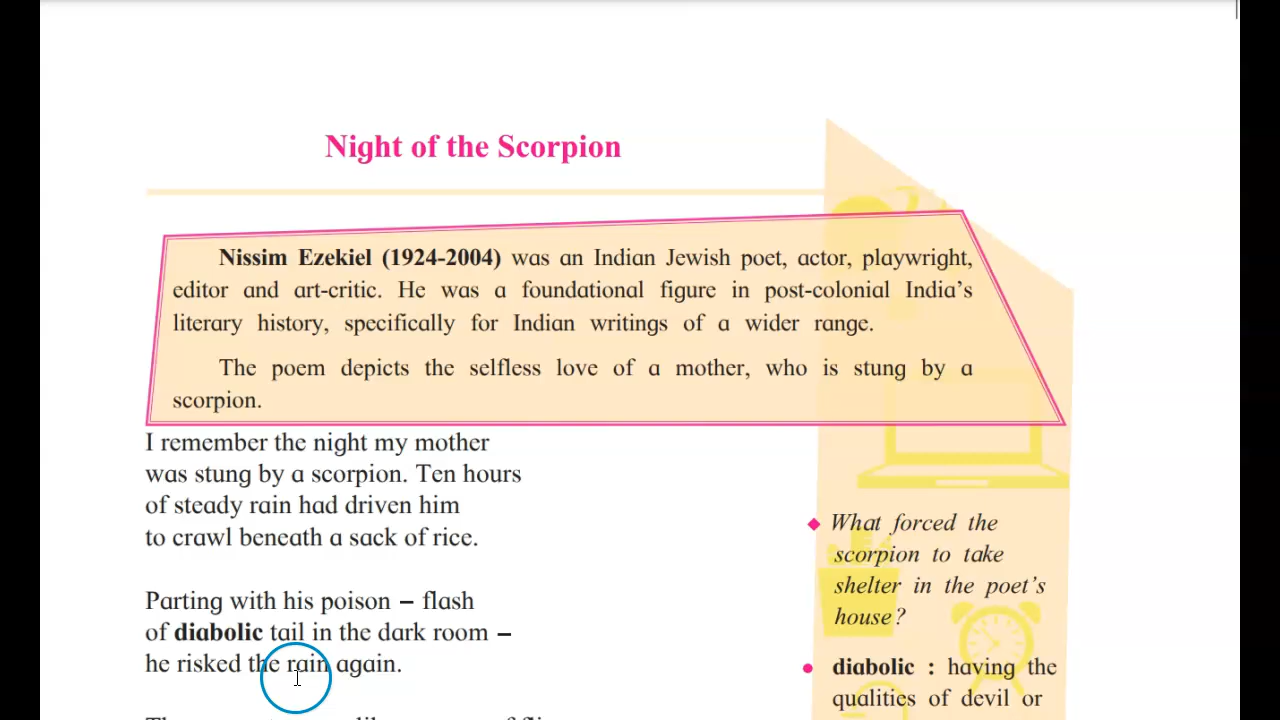 Night of the Scorpion
Nissim Ezekiel (1924-2004) was an Indian Jewish poet, actor, playwright,
editor and art-critic. He was a foundational figure in post-colonial India's
literary history, specifically for Indian writings of a wider range.
The poem depicts the selfless love of a mother, who is stung by a
scorpion.
I remember the night my mother
was stung by a scorpion. Ten hours
of steady rain had driven him
to crawl beneath a sack of rice.
Parting with his poison – flash
of diabolic tail in the dark room –
he risked the rain again.
What forced the
scorpion to take
shelter in the poet's
house?
diabolic : having the
qualities of devil or